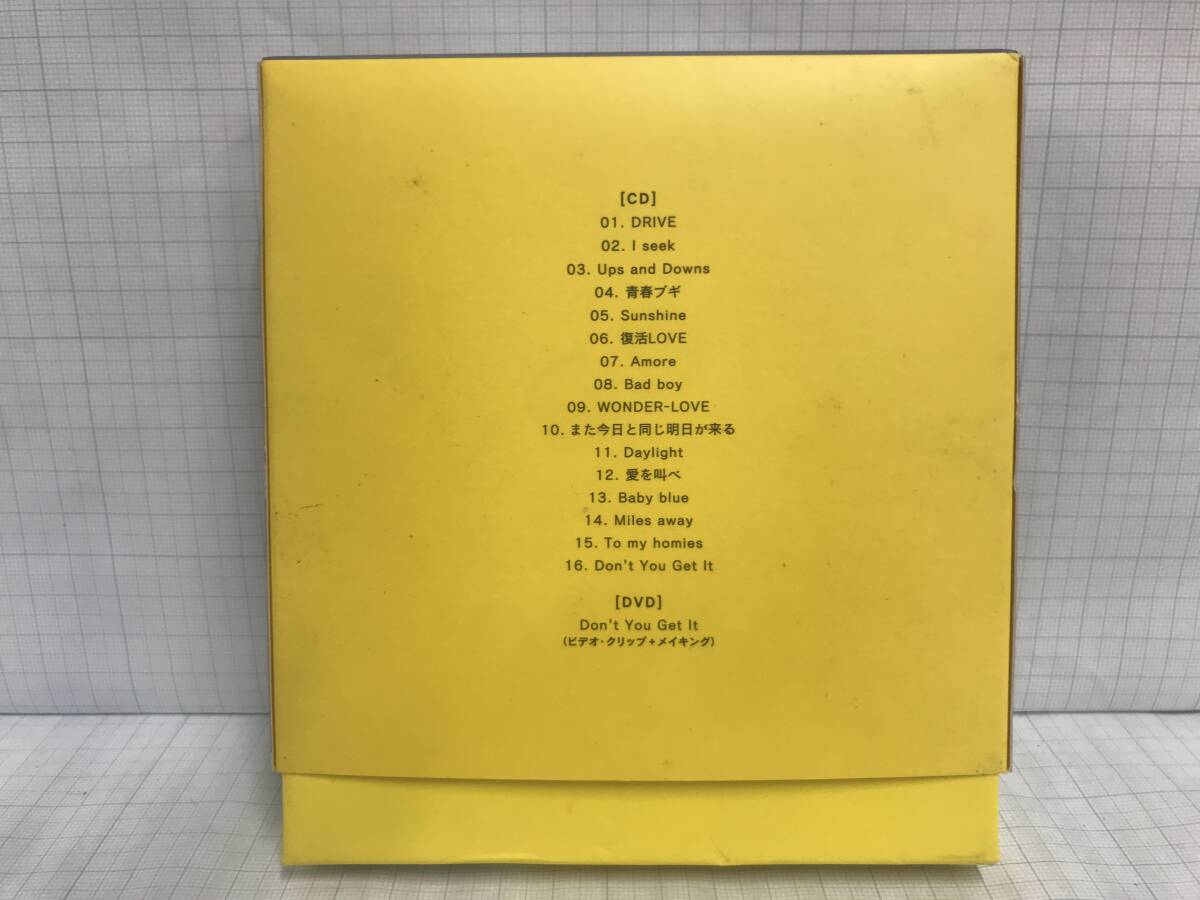 [CD]
01. DRIVE
02. I seek
03. Ups and Downs
04. 青春ブギ
05. Sunshine
06. 復活LOVE
07. Amore
08. Bad boy
09. WONDER-LOVE
10. また今日と同じ明日が来る
11. Daylight
12. 愛を叫べ
13. Baby blue
14. Miles away
15. To my homies
16. Don't You Get It
[DVD]
Don't You Get It
(ビデオ・クリップ+メイキング)